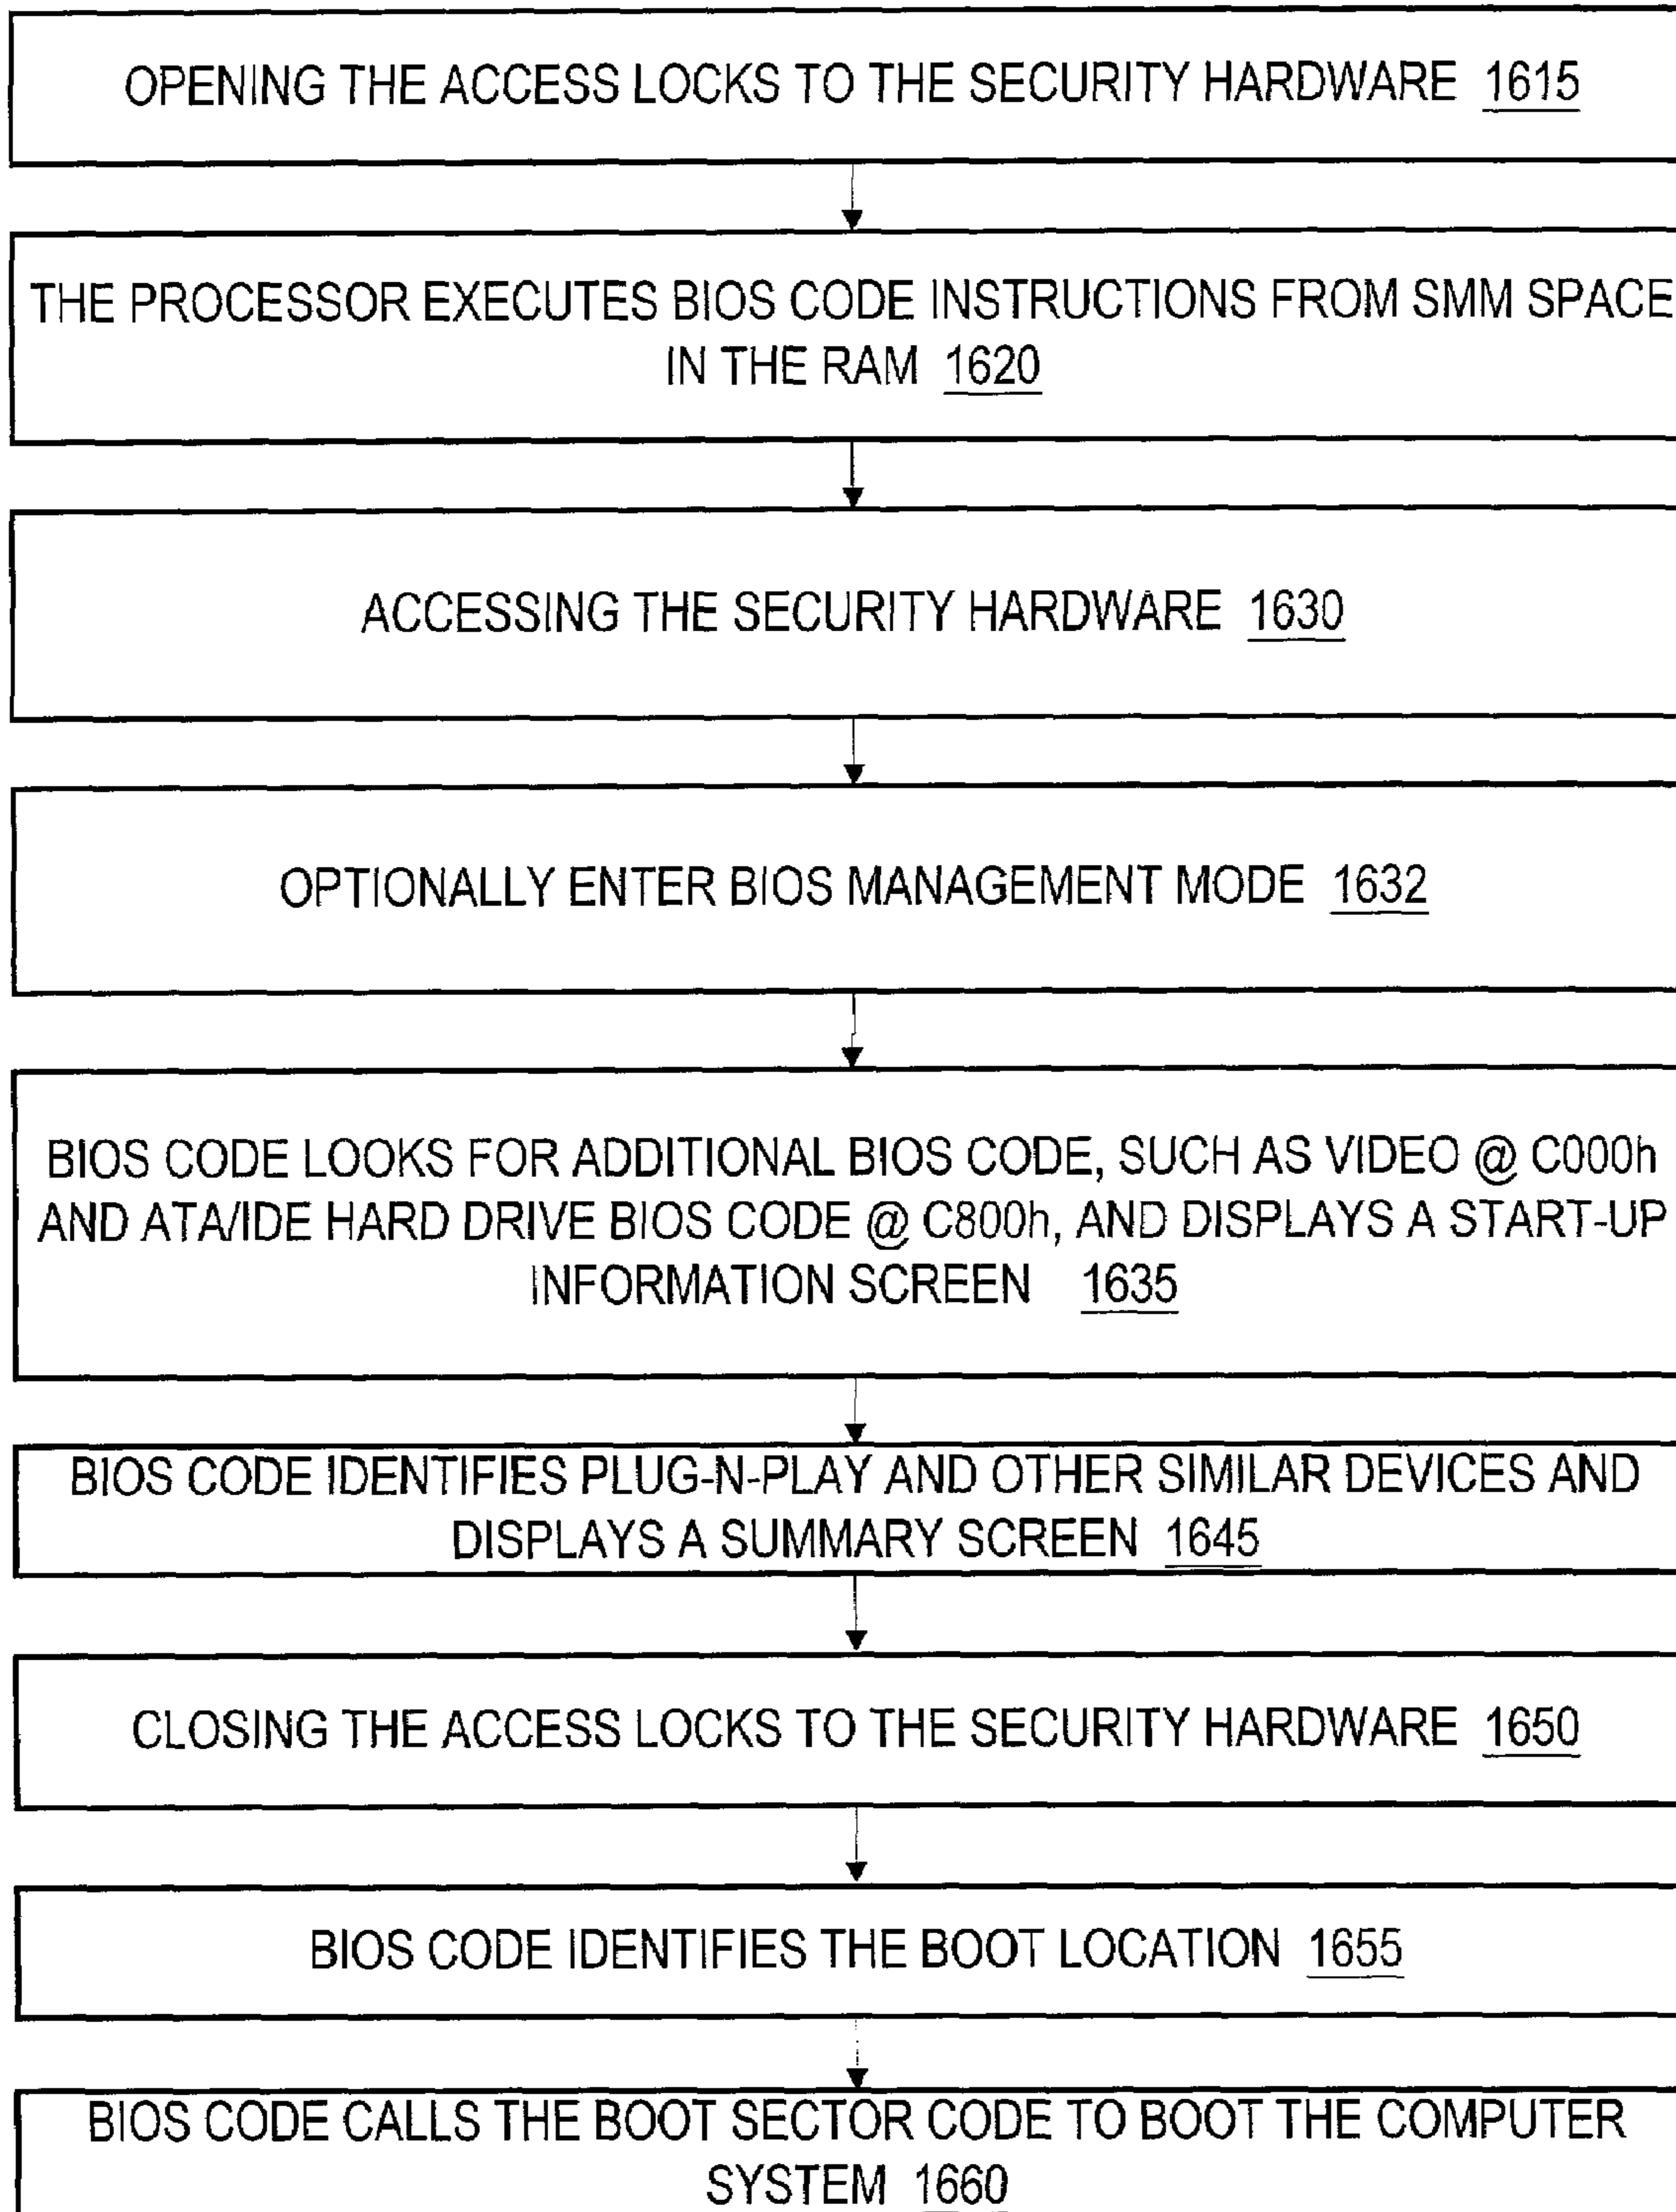 OPENING THE ACCESS LOCKS TO THE SECURITY HARDWARE 1615
THE PROCESSOR EXECUTES BIOS CODE INSTRUCTIONS FROM SMM SPACE
IN THE RAM 1620
ACCESSING THE SECURITY HARDWARE 1630
OPTIONALLY ENTER BIOS MANAGEMENT MODE 1632
BIOS CODE LOOKS FOR ADDITIONAL BIOS CODE, SUCH AS VIDEO @ C000h
AND ATA/IDE HARD DRIVE BIOS CODE @ C800h, AND DISPLAYS A START-UP
INFORMATION SCREEN 1635
BIOS CODE IDENTIFIES PLUG-N-PLAY AND OTHER SIMILAR DEVICES AND
DISPLAYS A SUMMARY SCREEN 1645
CLOSING THE ACCESS LOCKS TO THE SECURITY HARDWARE 1650
BIOS CODE IDENTIFIES THE BOOT LOCATION 1655
BIOS CODE CALLS THE BOOT SECTOR CODE TO BOOT THE COMPUTER
SYSTEM 1660